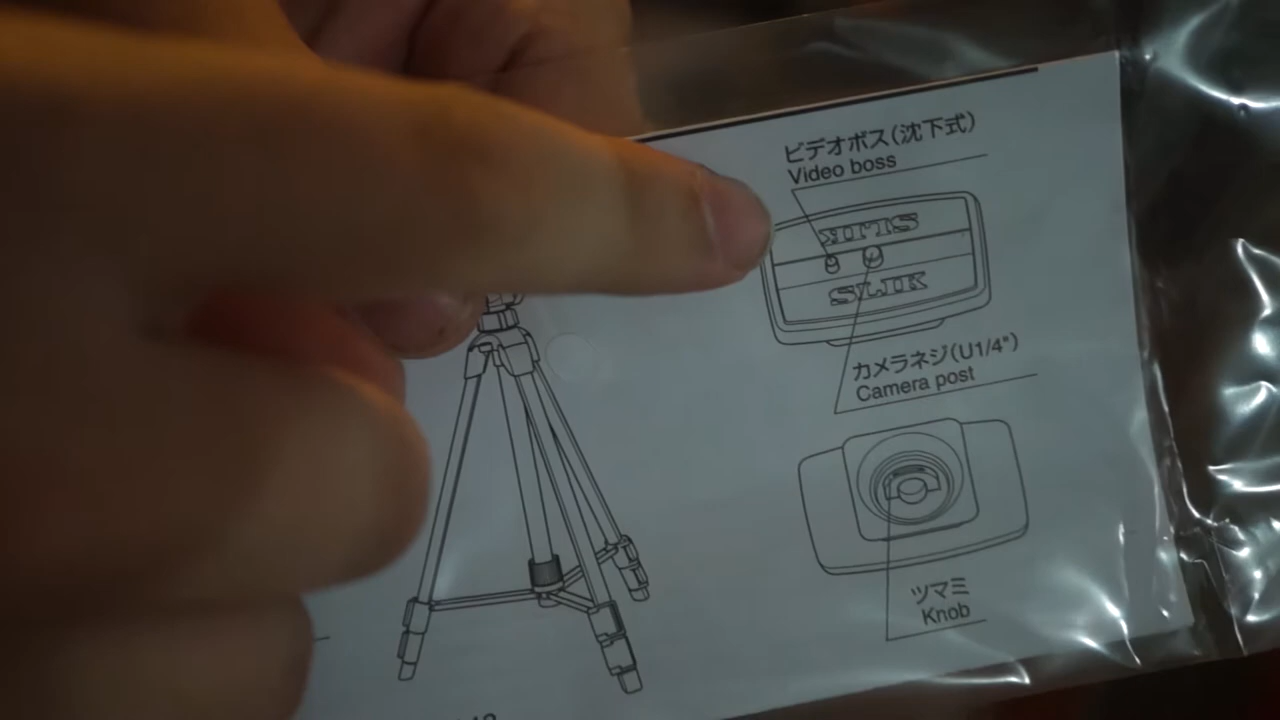 ビデオボス(沈下式)
Video boss
SLIK
SLIK
カメラネジ(U1/4")
Camera post
ツマミ
Knob